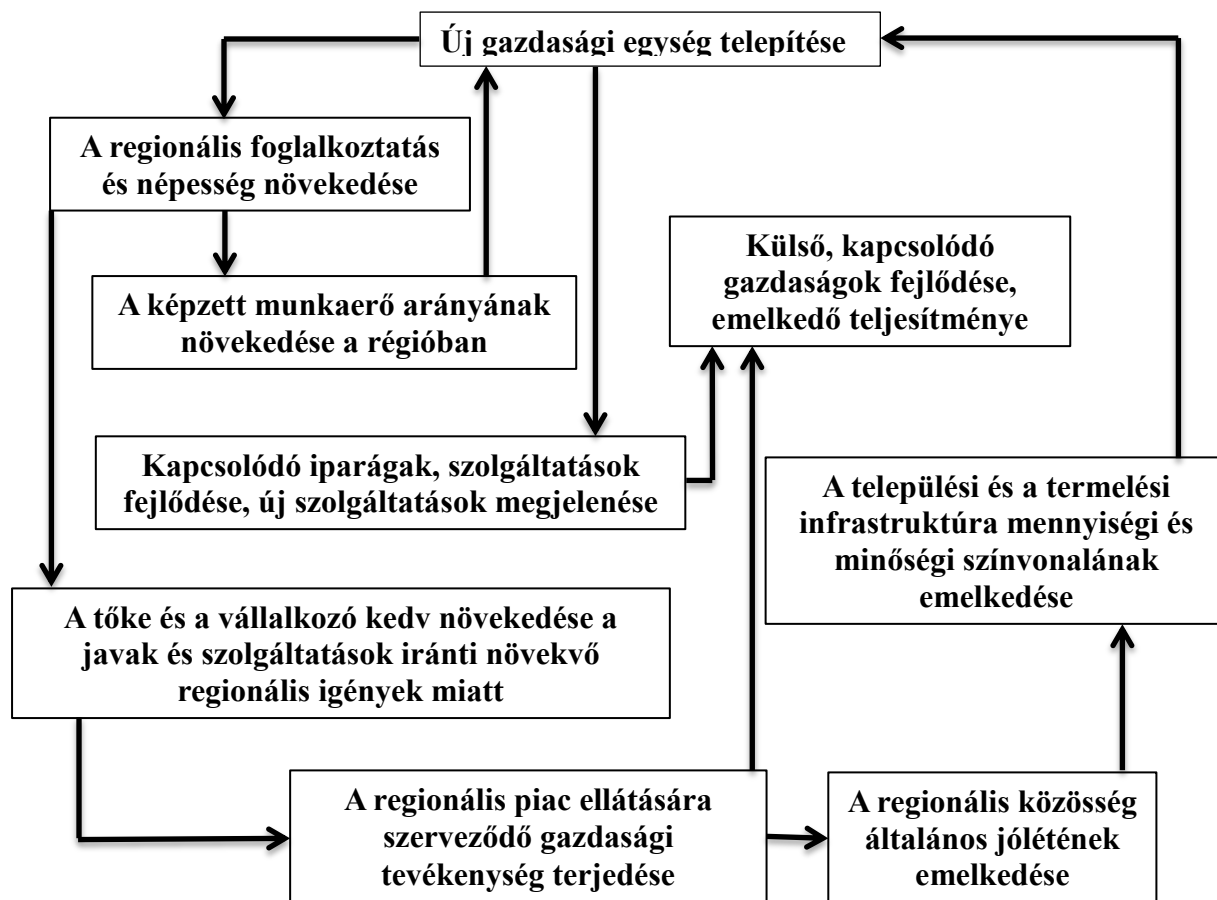 Új gazdasági egység telepítése
A regionális foglalkoztatás
és népesség növekedése
Külső, kapcsolódó
gazdaságok fejlődése,
emelkedő teljesítménye
A képzett munkaerő arányának
növekedése a régióban
Kapcsolódó iparágak, szolgáltatások
fejlődése, új szolgáltatások megjelenése
A települési és a termelési
infrastruktúra mennyiségi és
minőségi színvonalának
emelkedése
A tőke és a vállalkozó kedv növekedése a
javak és szolgáltatások iránti növekvő
regionális igények miatt
A regionális piac ellátására
szerveződő gazdasági
tevékenység terjedése
A regionális közösség
általános jólétének
emelkedése